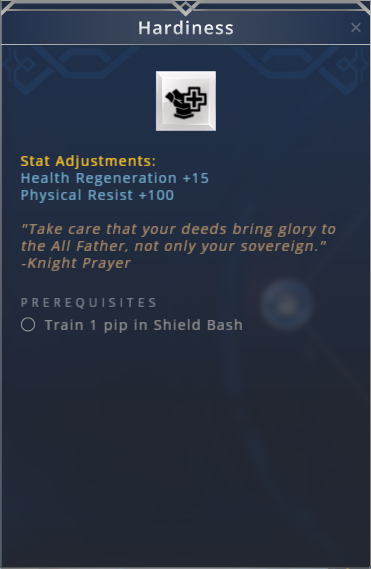 Hardiness
Stat Adjustments:
Health Regeneration +15
Physical Resist +100
"Take care that your deeds bring glory to
the All Father, not only your sovereign."
-Knight Prayer
PREREQUISITES
Train 1 pip in Shield Bash